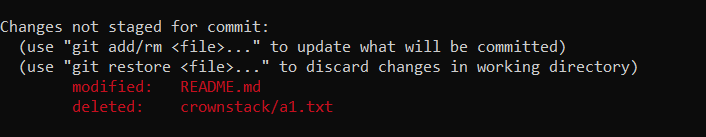 Changes not staged for commit:
(use "git add/rm <file>..." to update what will be committed)
(use "git restore <file>..." to discard changes in working directory)
modified: README.md
deleted: crownstack/a1.txt